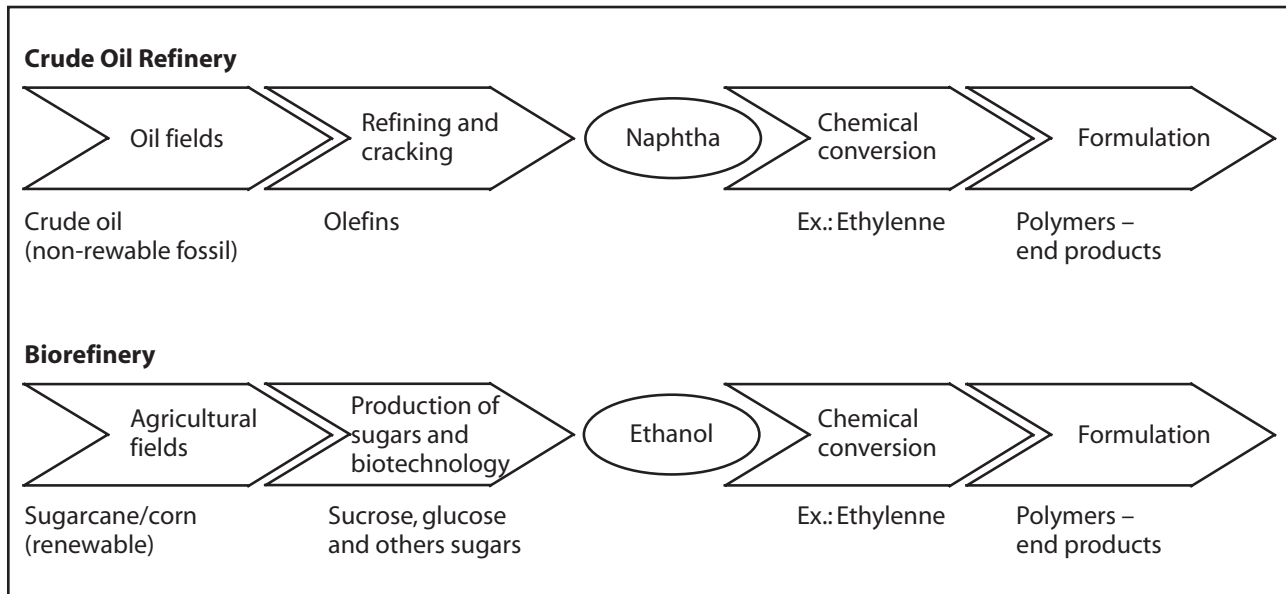 Crude Oil Refinery
Oil fields
Refining and
cracking
Naphtha
Chemical
conversion
Formulation
Crude oil
(non-rewable fossil)
Olefins
Ex.: Ethylenne
Polymers –
end products
Biorefinery
Agricultural
fields
Production of
sugars and
biotechnology
Ethanol
Chemical
conversion
Formulation
Sugarcane/corn
(renewable)
Sucrose, glucose
and others sugars
Ex.: Ethylenne
Polymers –
end products